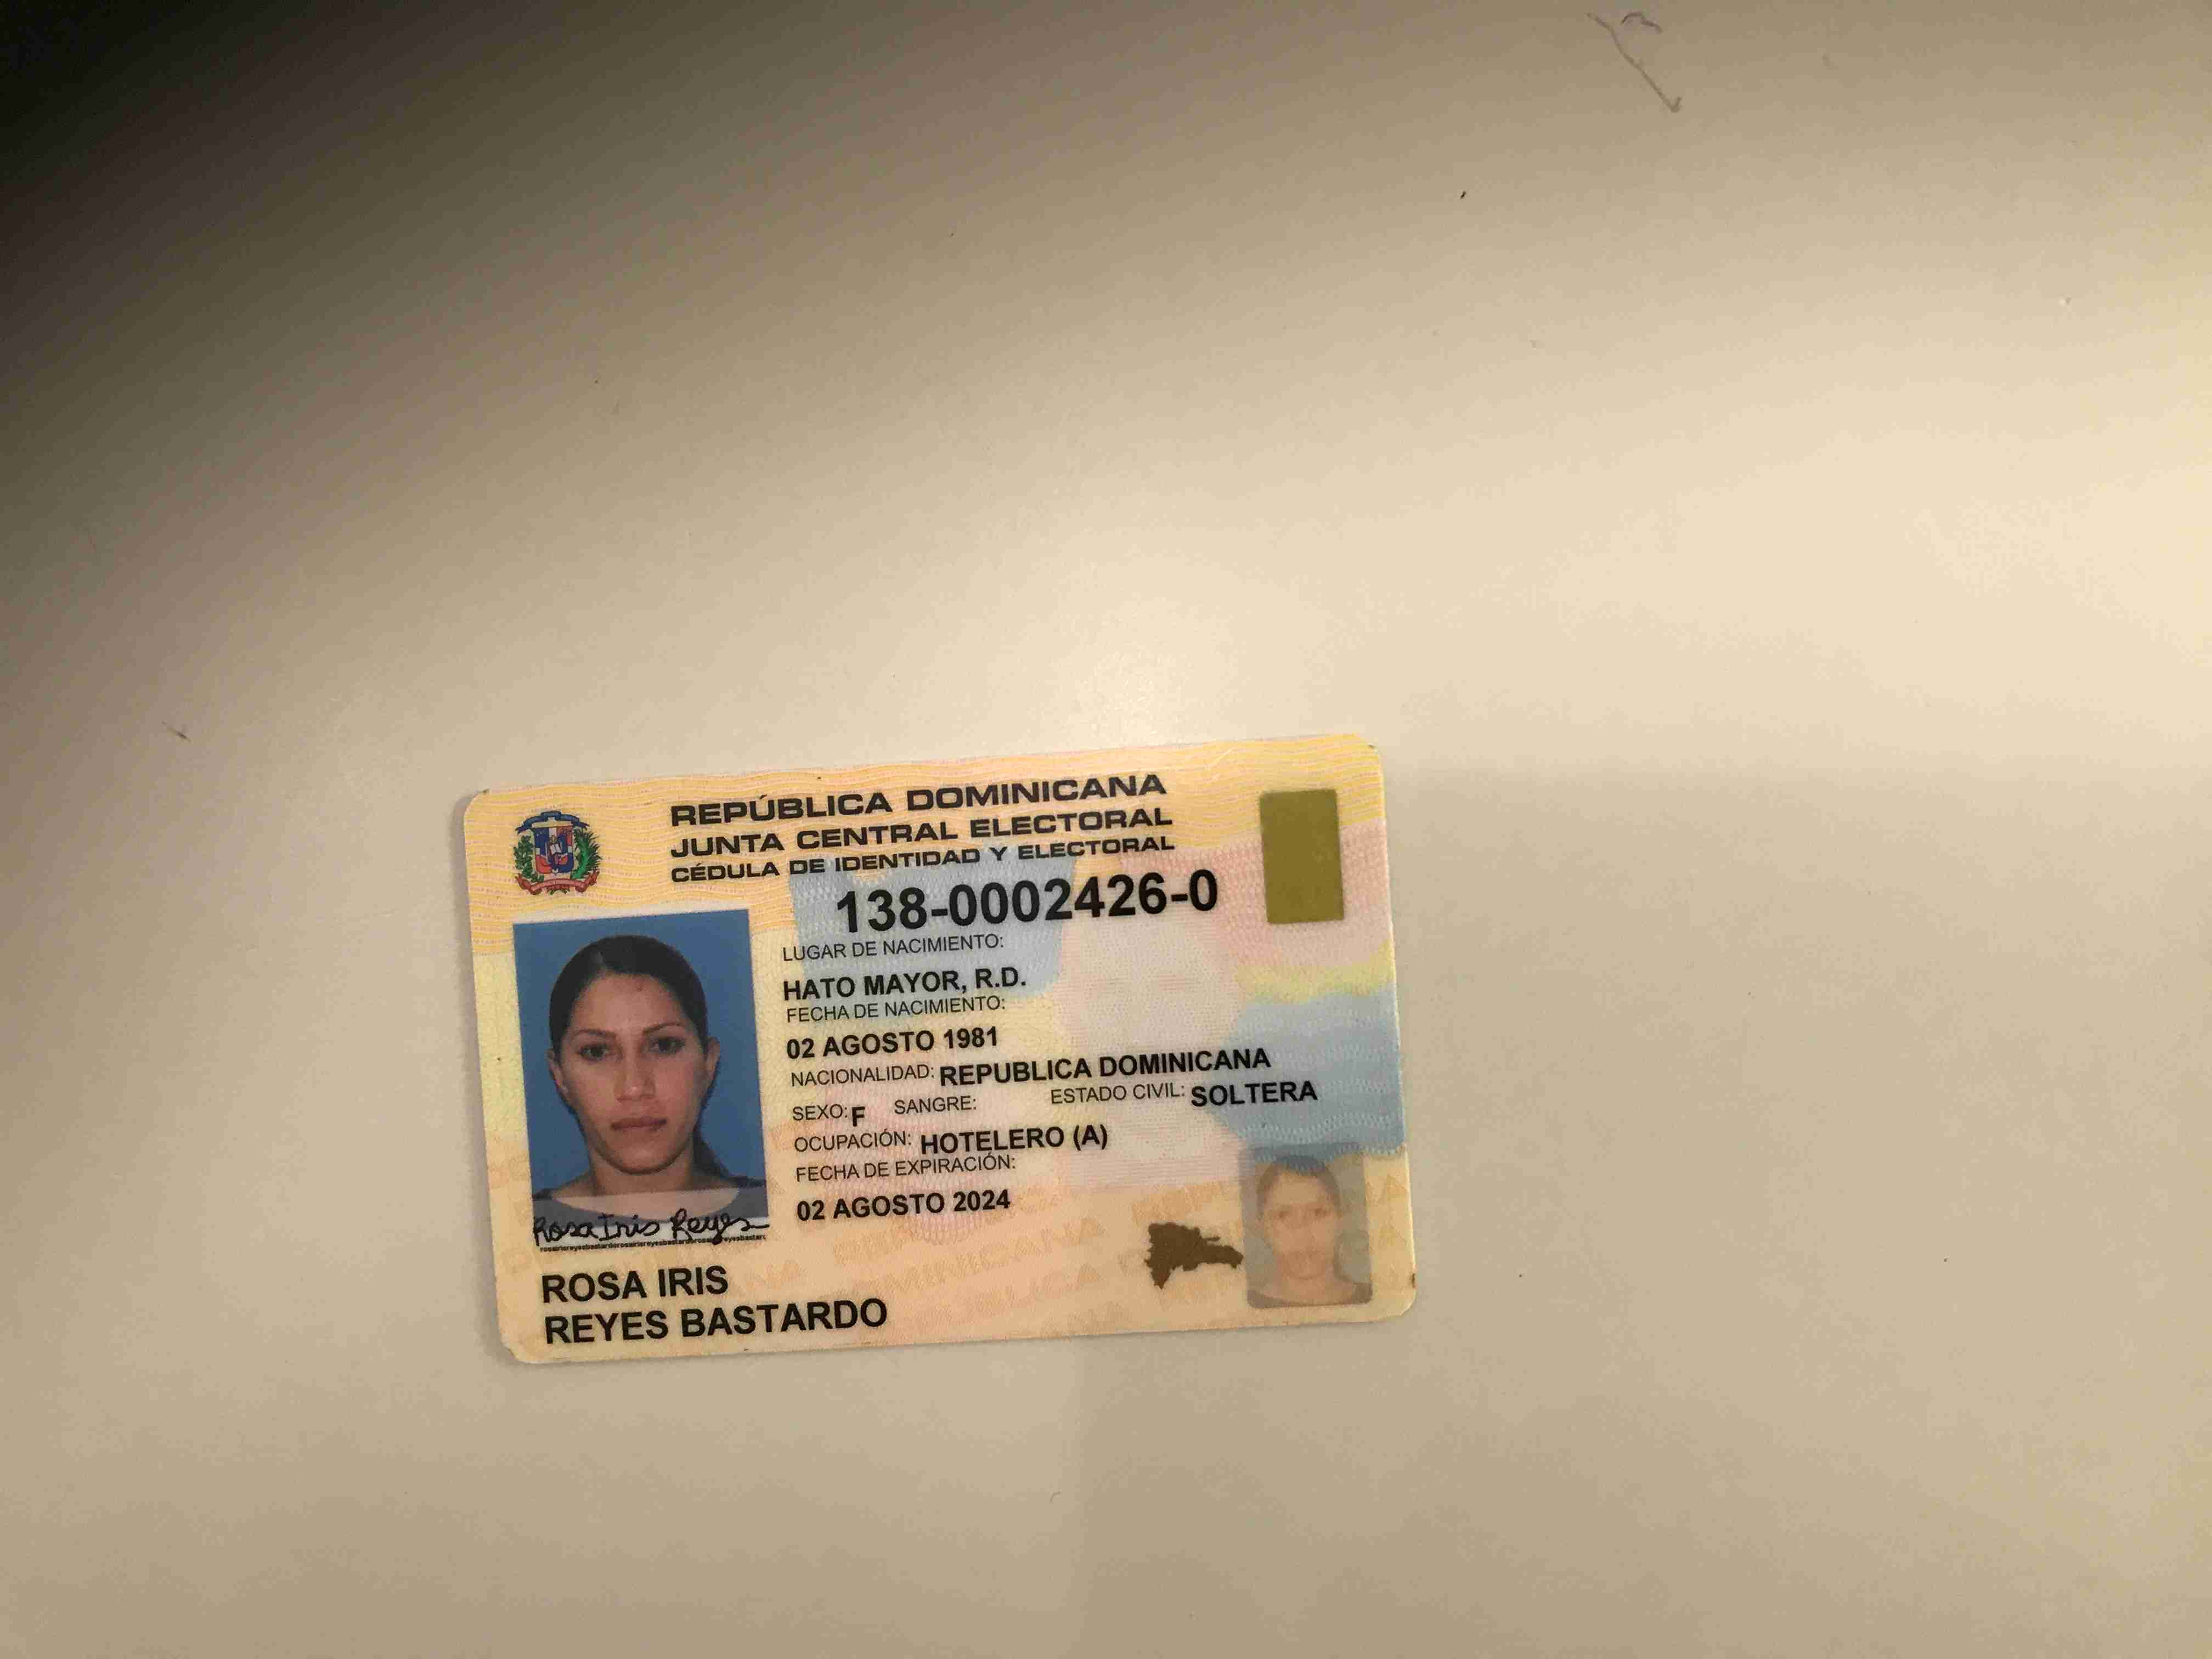 REPÚBLICA DOMINICANA
JUNTA CENTRAL ELECTORAL
CÉDULA DE IDENTIDAD Y ELECTORAL
138-0002426-0
LUGAR DE NACIMIENTO:
HATO MAYOR, R.D.
FECHA DE NACIMIENTO:
02 AGOSTO 1981
NACIONALIDAD: REPUBLICA DOMINICANA
SEXO: F SANGRE: ESTADO CIVIL: SOLTERA
OCUPACIÓN: HOTELERO (A)
FECHA DE EXPIRACIÓN:
02 AGOSTO 2024
Rosa Iris Reyes
ROSA IRIS
REYES BASTARDO